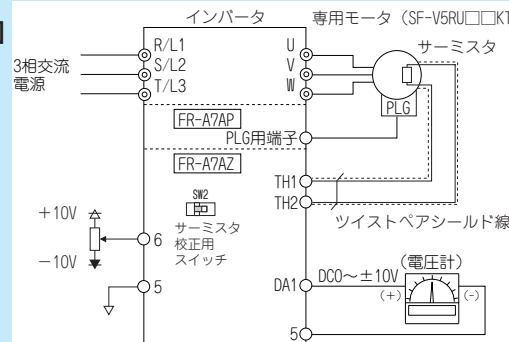 インバータ
専用モータ（SF-V5RU□□KT
サーミスタ
R/L1
S/L2
T/L3
3相交流
電源
U
V
W
PLG
FR-A7AP
PLG用端子
FR-A7AZ
SW2
サーミスタ
校正用
スイッチ
TH1
TH2
ツイストペアシールド線
+10V
-10V
6
5
DA1
DC0〜±10V
(電圧計)
(+)
(-)
5